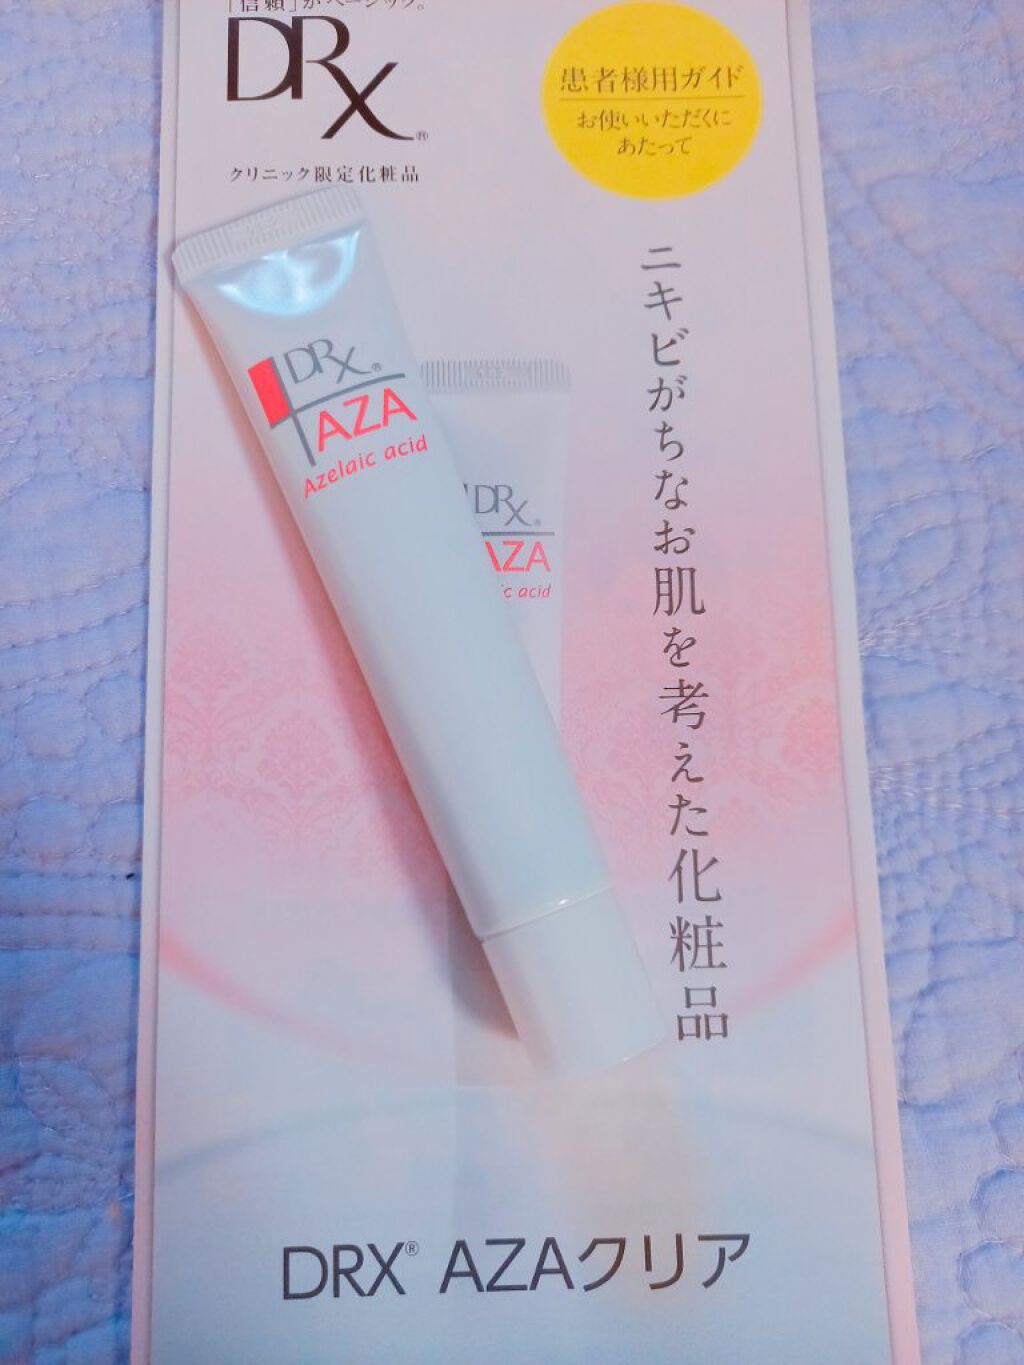 「信頼」がベーシック。
DRX®
クリニック限定化粧品
患者様用ガイド
お使いいただくに
あたって
ニキビがちなお肌を考えた化粧品
DRX®
AZA
Azelaic acid
DRX®
AZA
ic acid
DRX® AZAクリア